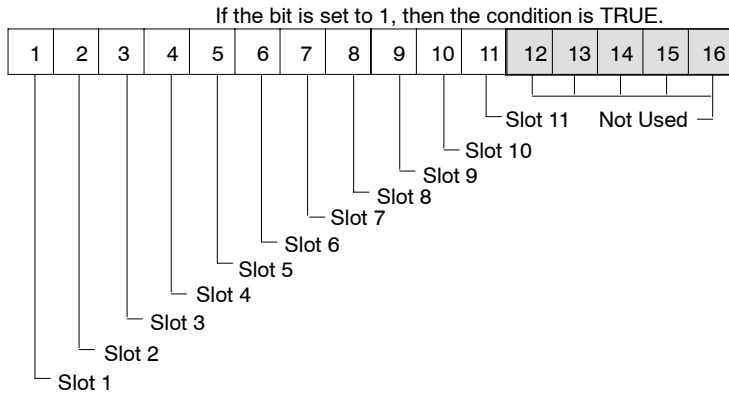 If the bit is set to 1, then the condition is TRUE.
1 2 3 4 5 6 7 8 9 10 11 12 13 14 15 16
Slot 11 Not Used
Slot 10
Slot 9
Slot 8
Slot 7
Slot 6
Slot 5
Slot 4
Slot 3
Slot 2
Slot 1